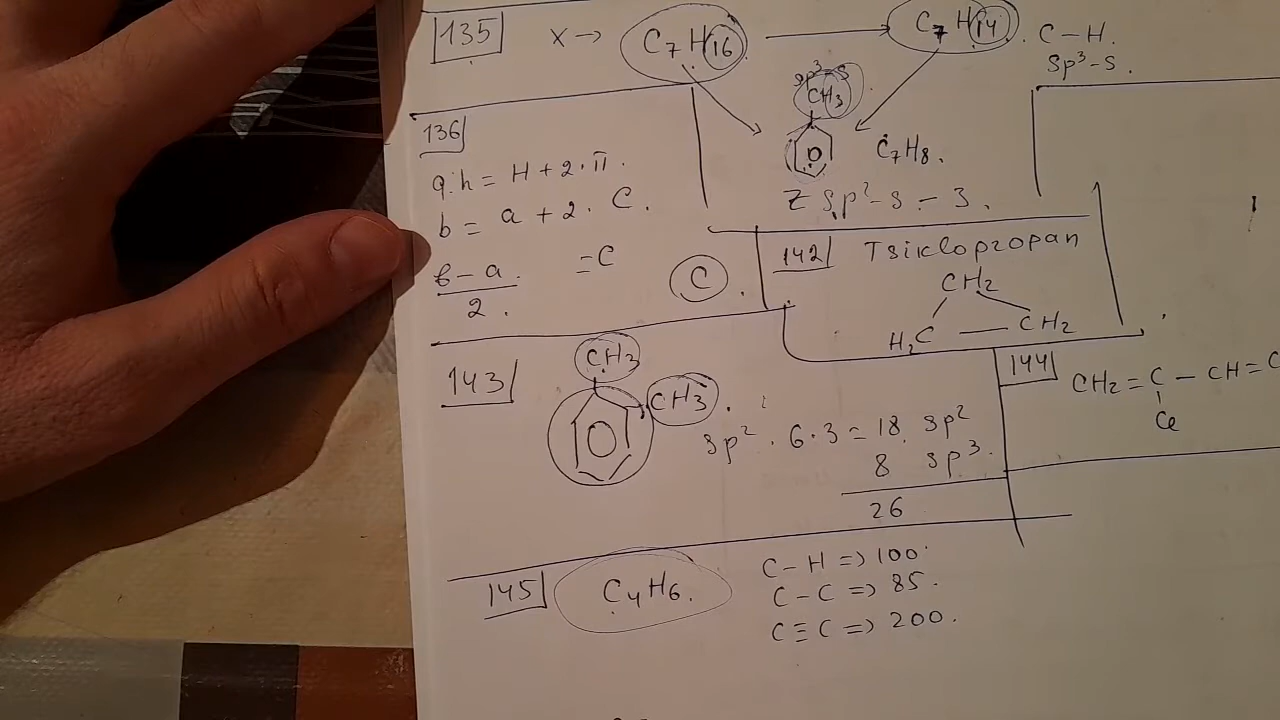 135 X → C7H16 → C7H14. C-H.
sp³-s.
sp³-s
CH3
C7H8.
Σ sp²-s - 3.
136
a·h = H + 2·π.
b = a + 2. C.
b-a. = C
2.
C.
142 Tsiklopropan
CH2
H2C — CH2
143
CH3
CH3.
sp². 6·3 = 18. sp²
8 sp³.
26
144
CH2=C-CH=C
Cl
145 C4H6.
C-H => 100.
C-C => 85.
C≡C => 200.